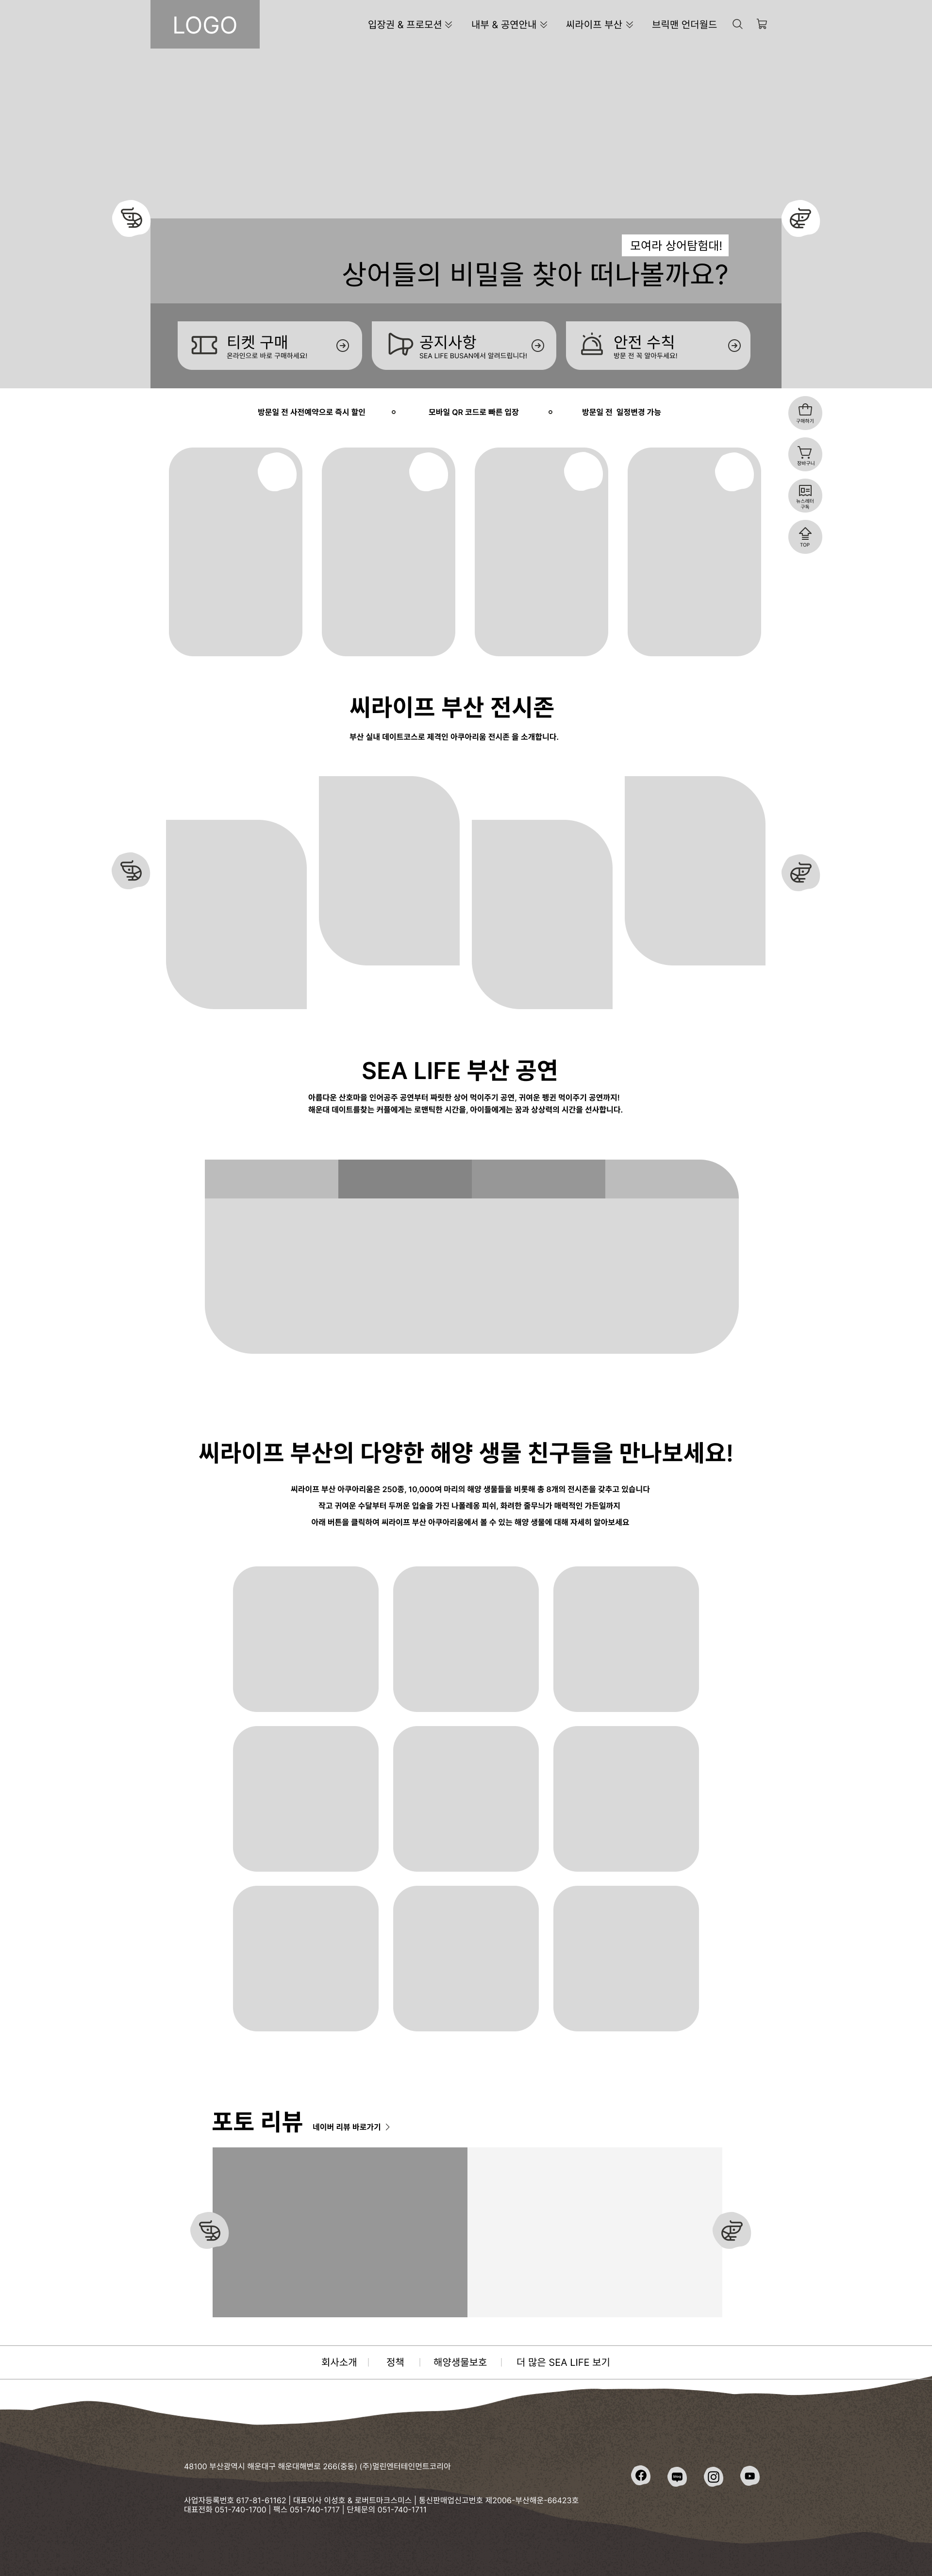 LOGO
입장권 & 프로모션
내부 & 공연안내
씨라이프 부산
브릭맨 언더월드
모여라 상어탐험대!
상어들의 비밀을 찾아 떠나볼까요?
티켓 구매
온라인으로 바로 구매하세요!
공지사항
SEA LIFE BUSAN에서 알려드립니다!
안전 수칙
방문 전 꼭 알아두세요!
방문일 전 사전예약으로 즉시 할인
모바일 QR 코드로 빠른 입장
방문일 전 일정변경 가능
구매하기
장바구니
뉴스레터
구독
TOP
씨라이프 부산 전시존
부산 실내 데이트코스로 제격인 아쿠아리움 전시존 을 소개합니다.
SEA LIFE 부산 공연
아름다운 산호마을 인어공주 공연부터 짜릿한 상어 먹이주기 공연, 귀여운 펭귄 먹이주기 공연까지!
해운대 데이트를찾는 커플에게는 로맨틱한 시간을, 아이들에게는 꿈과 상상력의 시간을 선사합니다.
씨라이프 부산의 다양한 해양 생물 친구들을 만나보세요!
씨라이프 부산 아쿠아리움은 250종, 10,000여 마리의 해양 생물들을 비롯해 총 8개의 전시존을 갖추고 있습니다
작고 귀여운 수달부터 두꺼운 입술을 가진 나폴레옹 피쉬, 화려한 줄무늬가 매력적인 가든일까지
아래 버튼을 클릭하여 씨라이프 부산 아쿠아리움에서 볼 수 있는 해양 생물에 대해 자세히 알아보세요
포토 리뷰
네이버 리뷰 바로가기
회사소개
정책
해양생물보호
더 많은 SEA LIFE 보기
48100 부산광역시 해운대구 해운대해변로 266(중동) (주)멀린엔터테인먼트코리아
사업자등록번호 617-81-61162 | 대표이사 이성호 & 로버트마크스미스 | 통신판매업신고번호 제2006-부산해운-66423호
대표전화 051-740-1700 | 팩스 051-740-1717 | 단체문의 051-740-1711